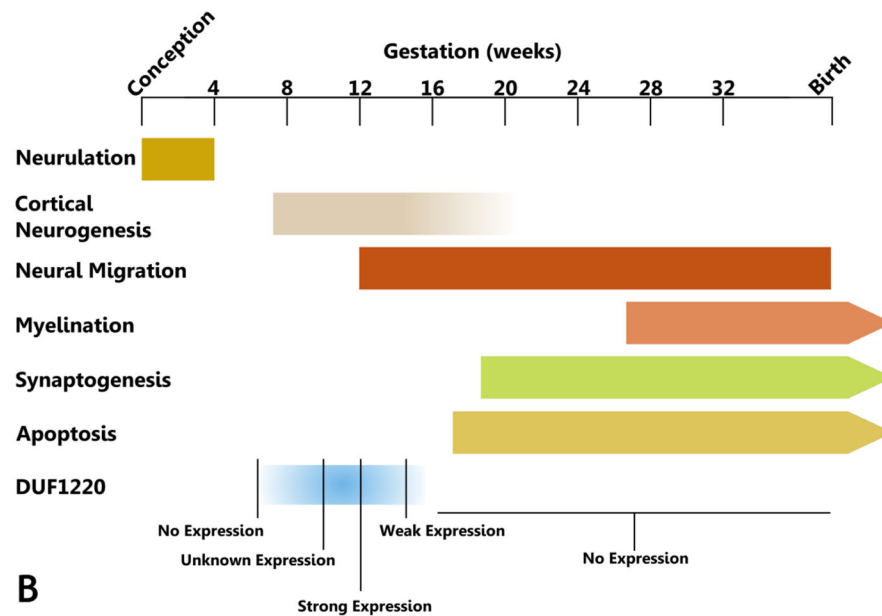 Gestation (weeks)
Conception 4 8 12 16 20 24 28 32 Birth
Neurulation
Cortical
Neurogenesis
Neural Migration
Myelination
Synaptogenesis
Apoptosis
DUF1220
No Expression
Weak Expression
Unknown Expression
No Expression
Strong Expression
B